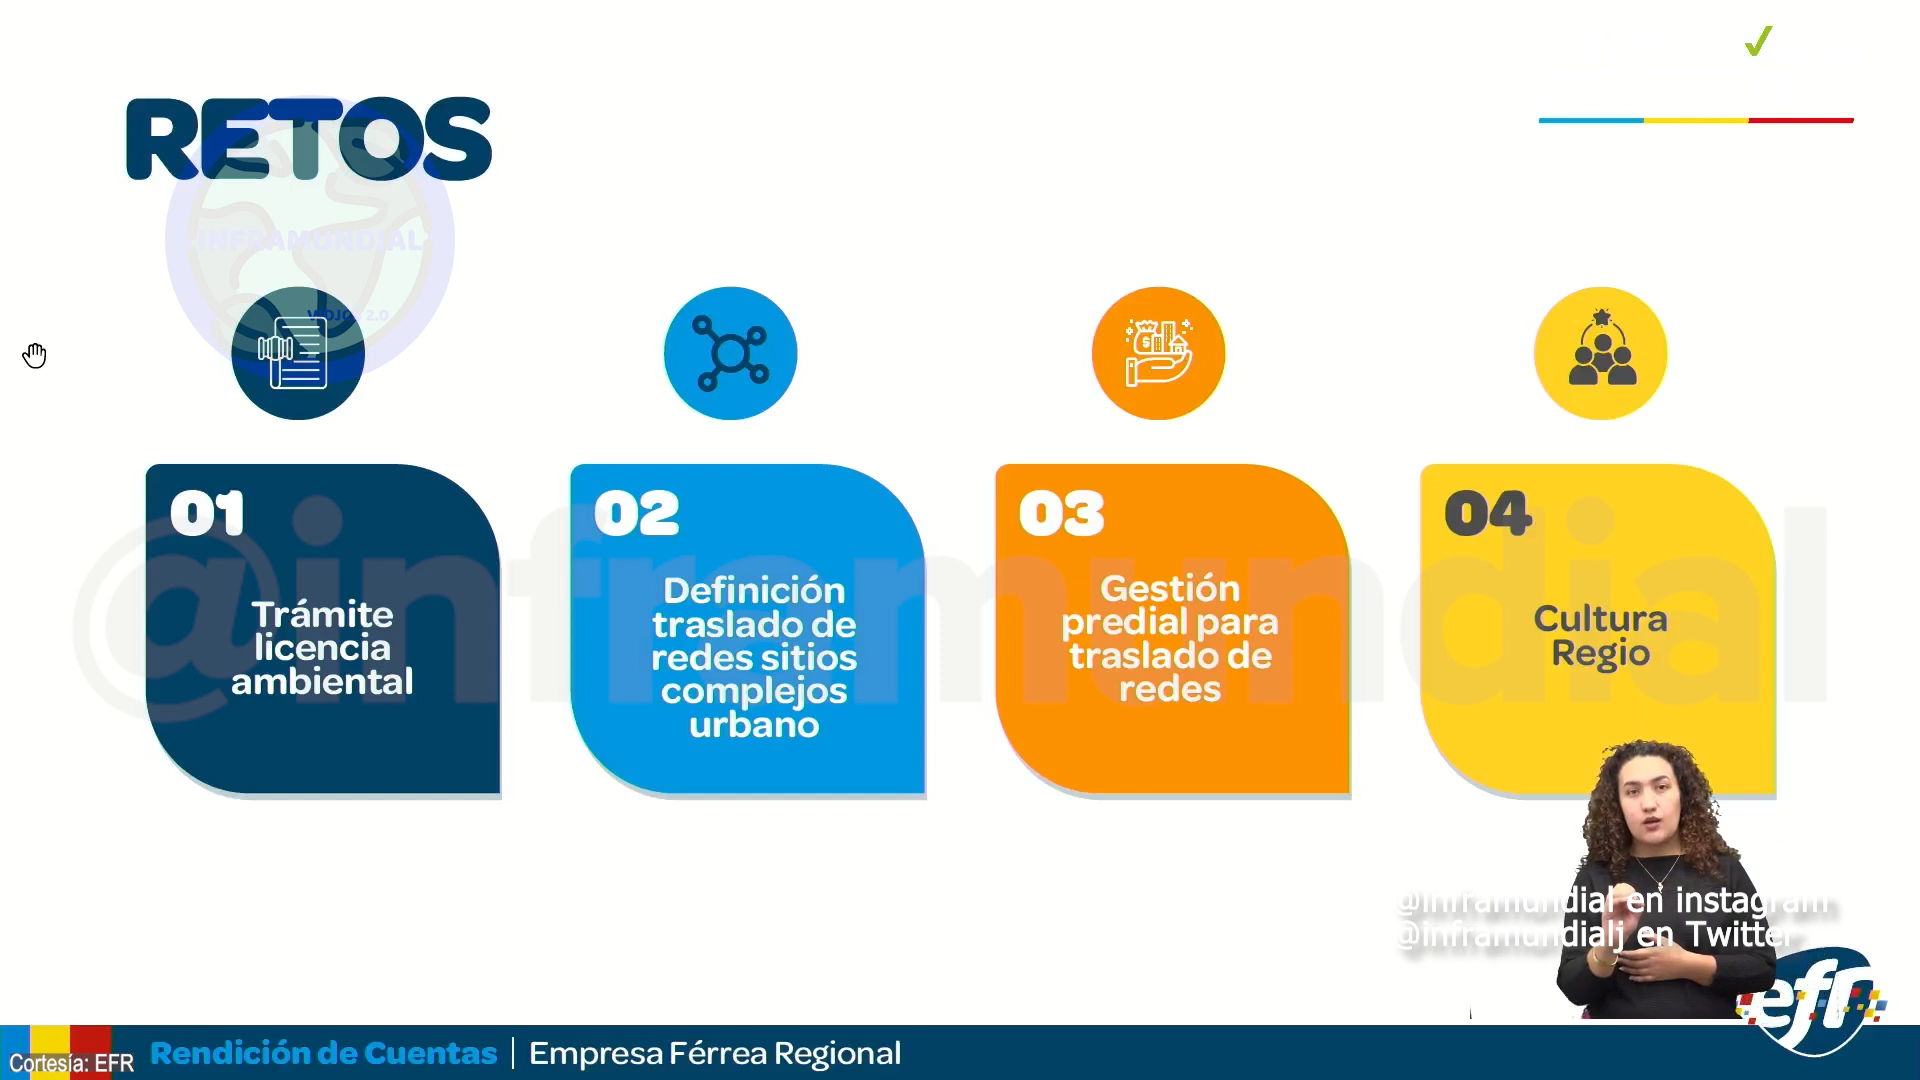 RETOS
INFRAMUNDIAL
01
Trámite
licencia
ambiental
02
Definición
traslado de
redes sitios
complejos
urbano
03
Gestión
predial para
traslado de
redes
04
Cultura
Regio
@inframundial
@inframundial en instagram
@inframundialj en Twitter
efr
Cortesía: EFR
Rendición de Cuentas | Empresa Férrea Regional